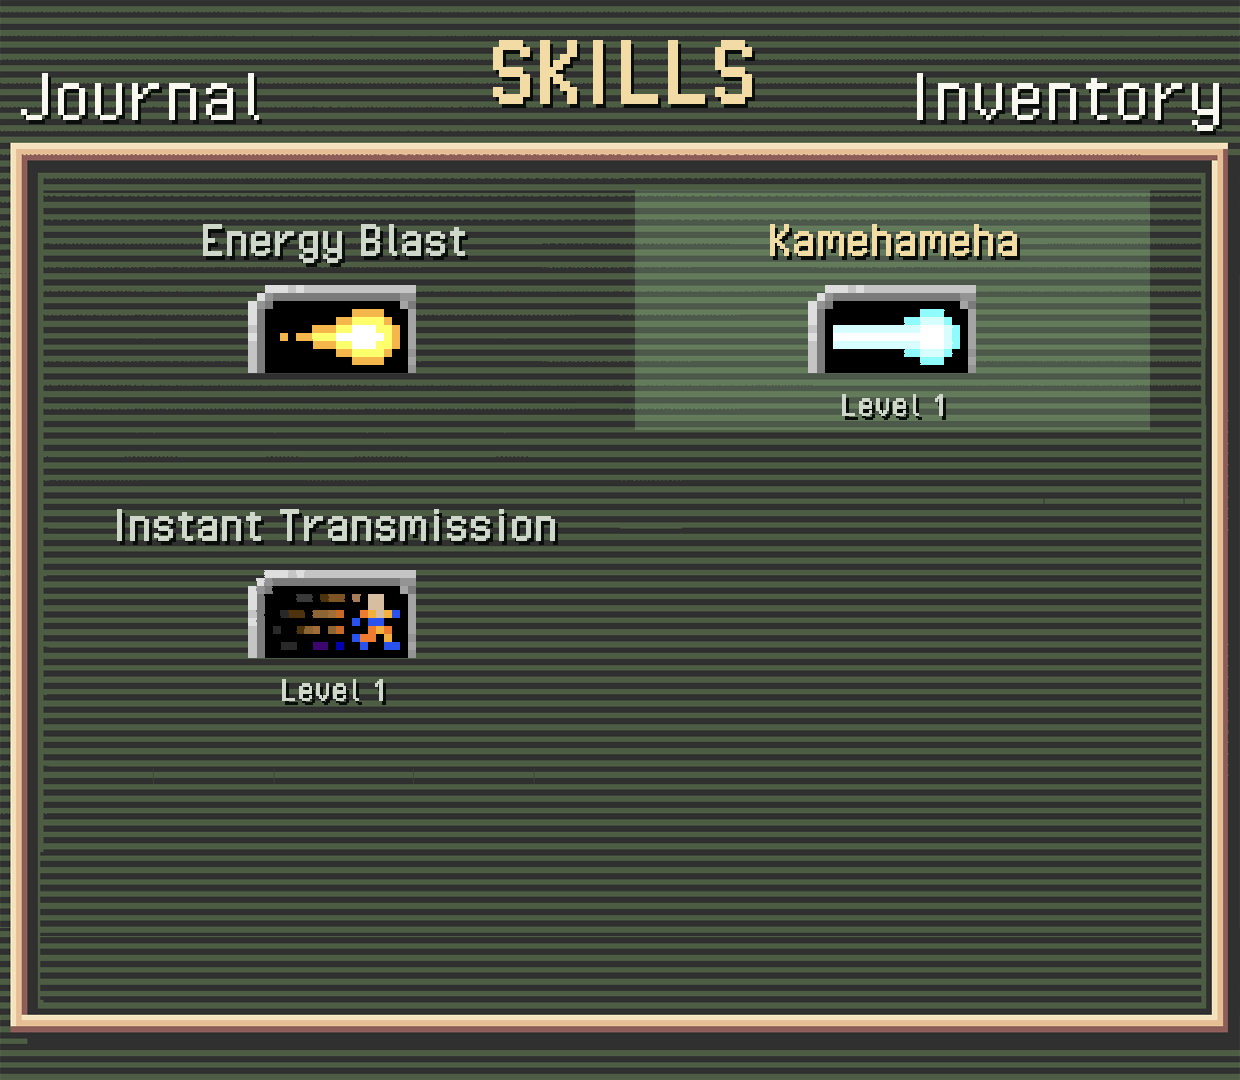 Journal
SKILLS
Inventory
Energy Blast
Kamehameha
Level 1
Instant Transmission
Level 1